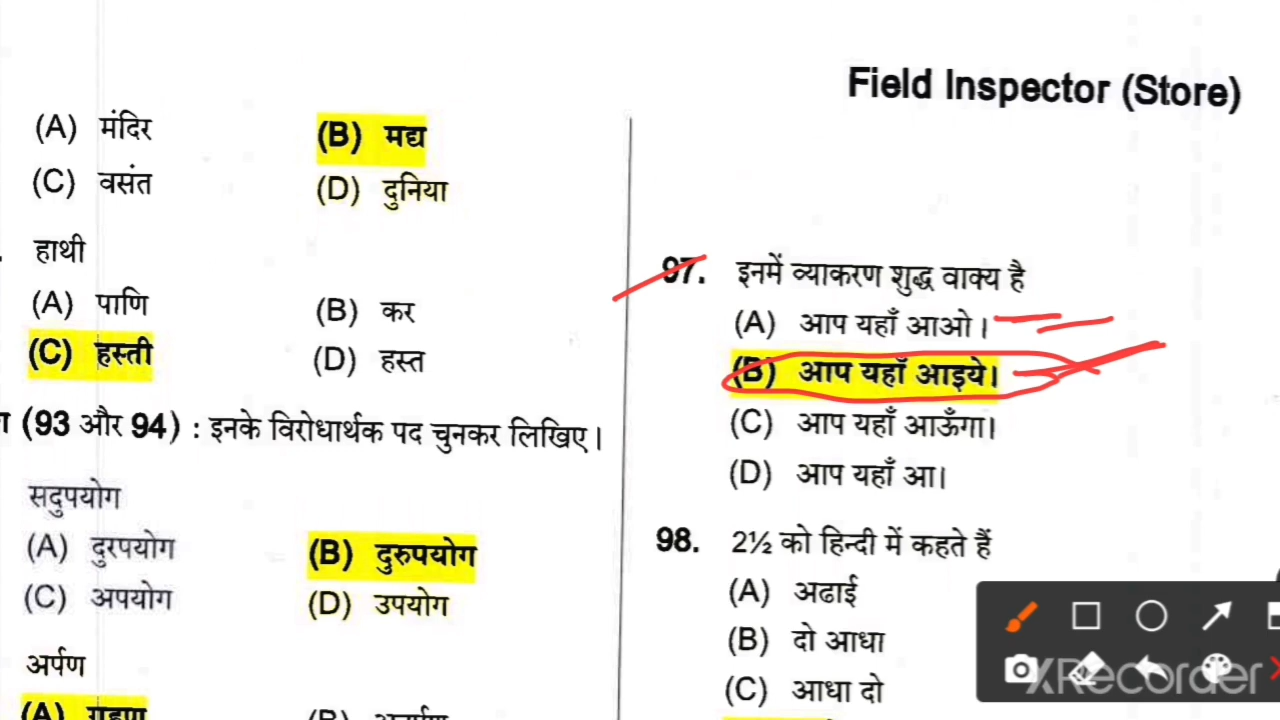 Field Inspector (Store)
(A) मंदिर
(B) मद्य
(C) वसंत
(D) दुनिया
हाथी
(A) पाणि
(B) कर
(C) हस्ती
(D) हस्त
(93 और 94) : इनके विरोधार्थक पद चुनकर लिखिए।
सदुपयोग
(A) दुरपयोग
(B) दुरुपयोग
(C) अपयोग
(D) उपयोग
अर्पण
(A) ग्रहण
(B)
97. इनमें व्याकरण शुद्ध वाक्य है
(A) आप यहाँ आओ।
(B) आप यहाँ आइये।
(C) आप यहाँ आऊँगा।
(D) आप यहाँ आ।
98. 2½ को हिन्दी में कहते हैं
(A) अढाई
(B) दो आधा
(C) आधा दो
XRecorder